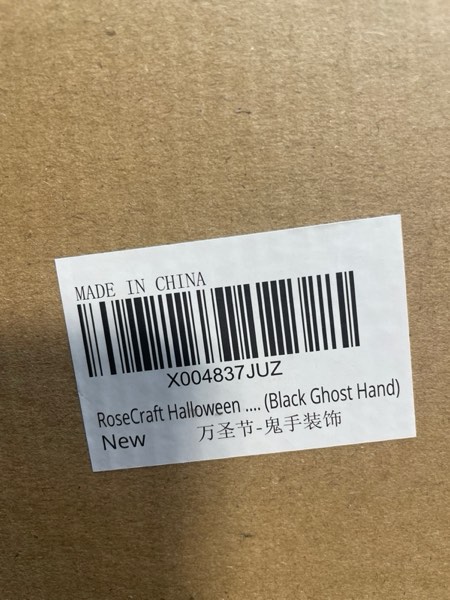 MADE IN CHINA
X004837JUZ
RoseCraft Halloween .... (Black Ghost Hand)
New 万圣节-鬼手装饰